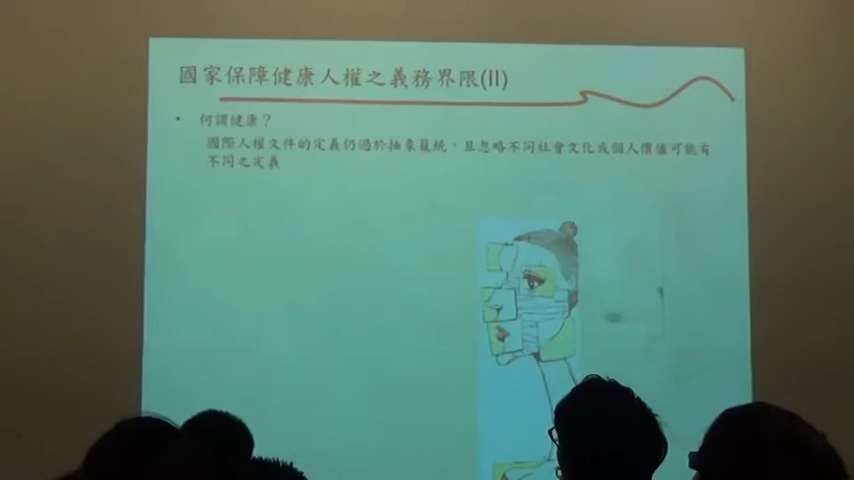 國家保障健康人權之義務界限(II)
• 何謂健康？
國際人權文件的定義仍過於抽象籠統，且忽略不同社會文化或個人價值可能有
不同之定義